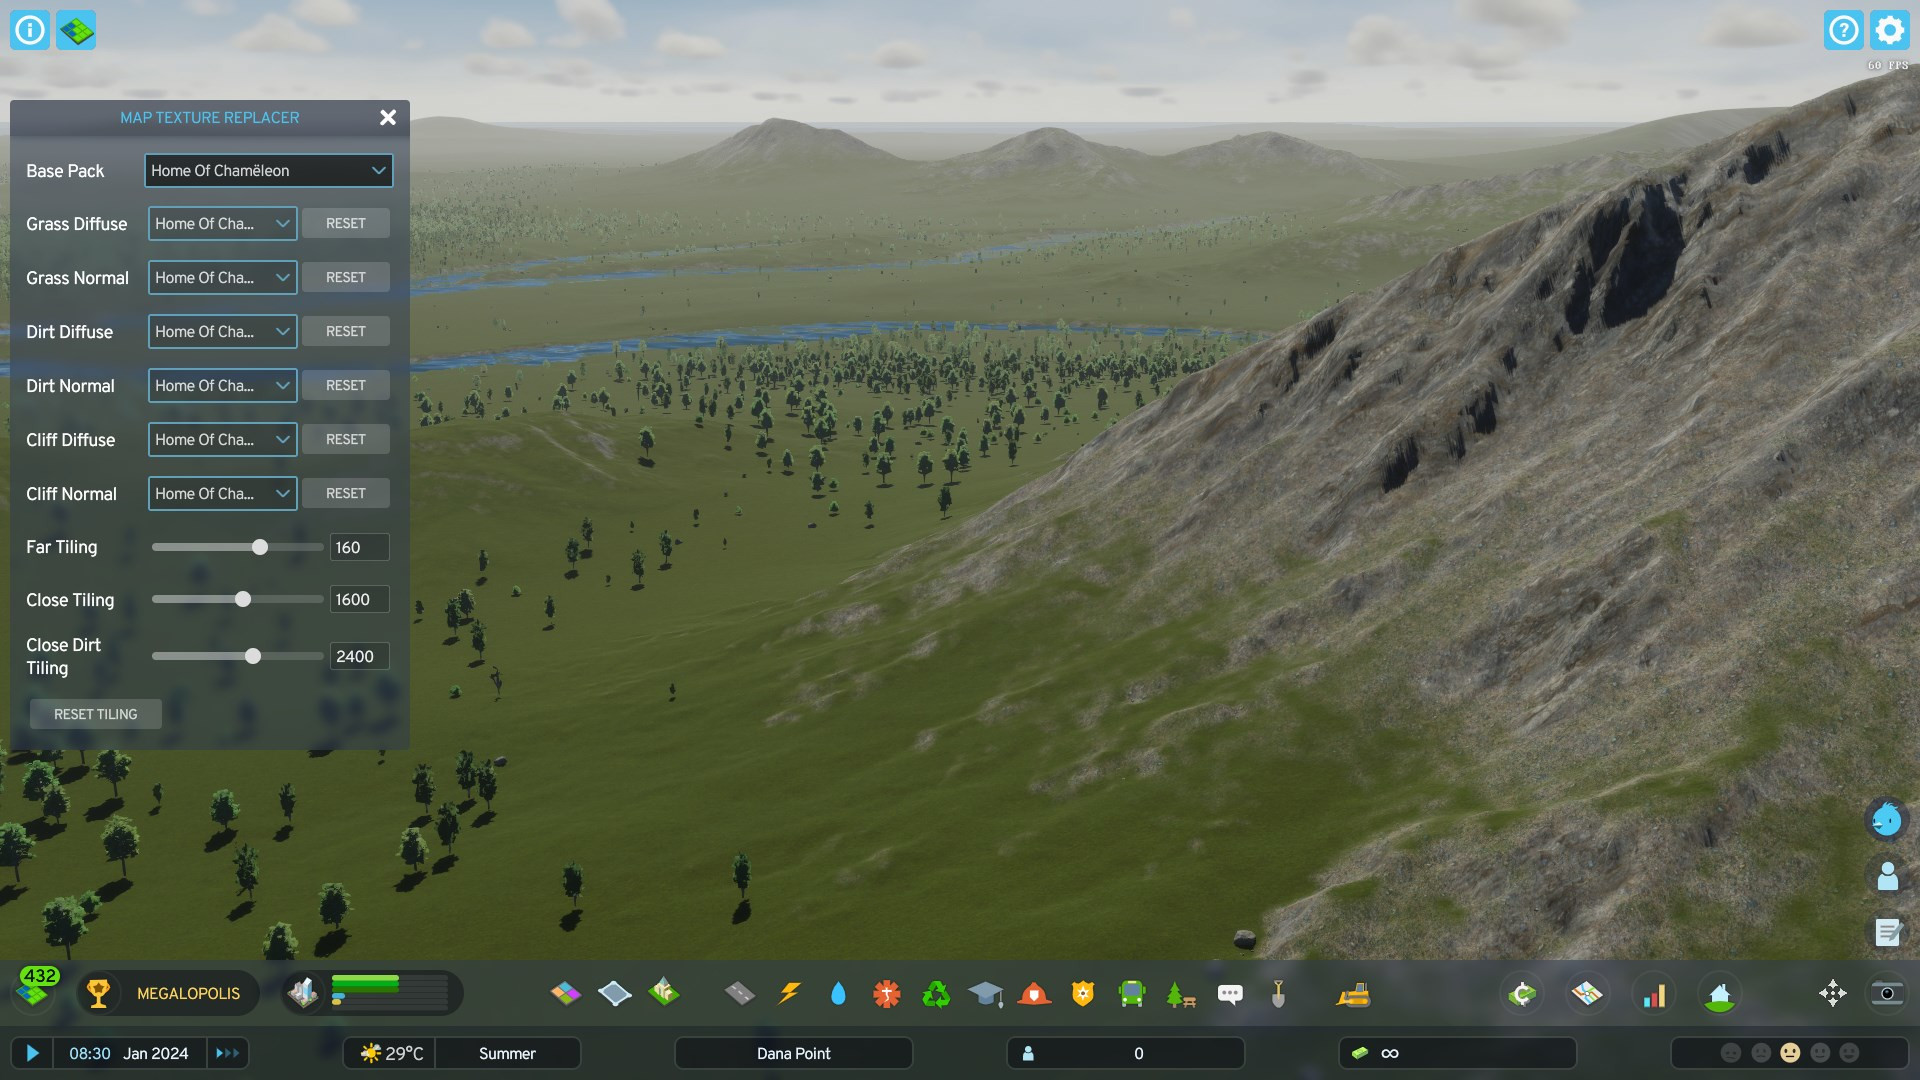 60 FPS
MAP TEXTURE REPLACER
Base Pack Home Of Chamëleon
Grass Diffuse Home Of Cha... RESET
Grass Normal Home Of Cha... RESET
Dirt Diffuse Home Of Cha... RESET
Dirt Normal Home Of Cha... RESET
Cliff Diffuse Home Of Cha... RESET
Cliff Normal Home Of Cha... RESET
Far Tiling 160
Close Tiling 1600
Close Dirt
Tiling 2400
RESET TILING
432
MEGALOPOLIS
08:30 Jan 2024 29°C Summer Dana Point 0 ∞